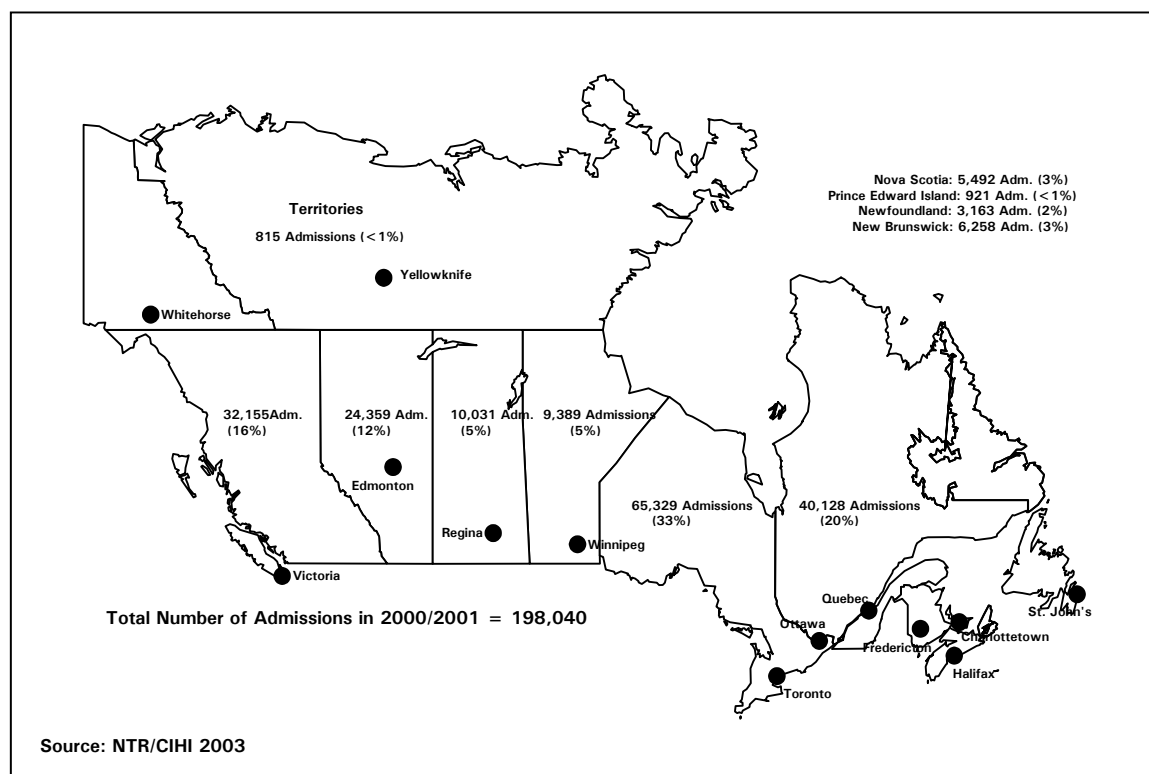 Nova Scotia: 5,492 Adm. (3%)
Prince Edward Island: 921 Adm. (<1%)
Newfoundland: 3,163 Adm. (2%)
New Brunswick: 6,258 Adm. (3%)
Territories
815 Admissions (<1%)
Yellowknife
Whitehorse
32,155Adm.
(16%)
24,359 Adm.
(12%)
10,031 Adm.
(5%)
9,389 Admissions
(5%)
Edmonton
65,329 Admissions
(33%)
40,128 Admissions
(20%)
Regina
Winnipeg
Victoria
Quebec
St. John's
Total Number of Admissions in 2000/2001 = 198,040
Ottawa
Charlottetown
Fredericton
Halifax
Toronto
Source: NTR/CIHI 2003